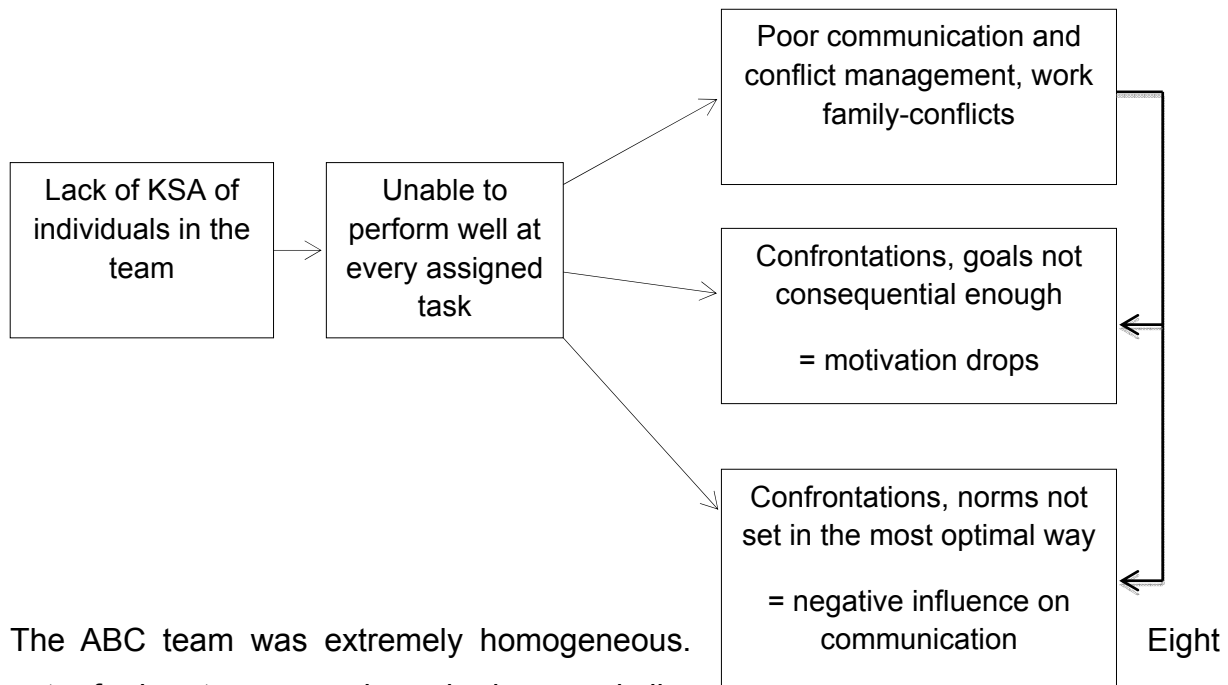 Lack of KSA of
individuals in the
team
Unable to
perform well at
every assigned
task
Poor communication and
conflict management, work
family-conflicts
Confrontations, goals not
consequential enough
= motivation drops
Confrontations, norms not
set in the most optimal way
= negative influence on
communication
The ABC team was extremely homogeneous. Eight